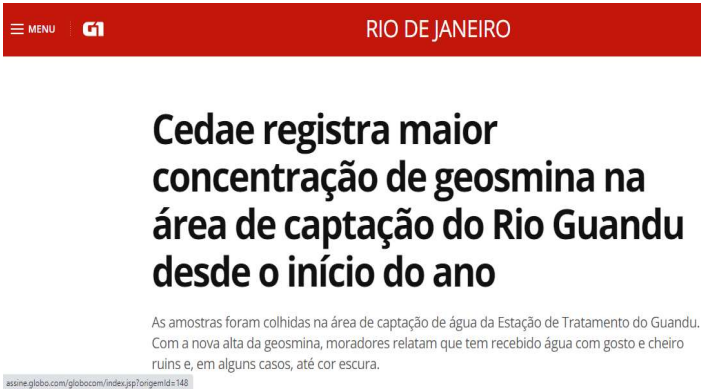 MENU G1 RIO DE JANEIRO
Cedae registra maior
concentração de geosmina na
área de captação do Rio Guandu
desde o início do ano
As amostras foram colhidas na área de captação de água da Estação de Tratamento do Guandu.
Com a nova alta da geosmina, moradores relatam que tem recebido água com gosto e cheiro
ruins e, em alguns casos, até cor escura.
assine.globo.com/globocom/index.jsp?origemId=148